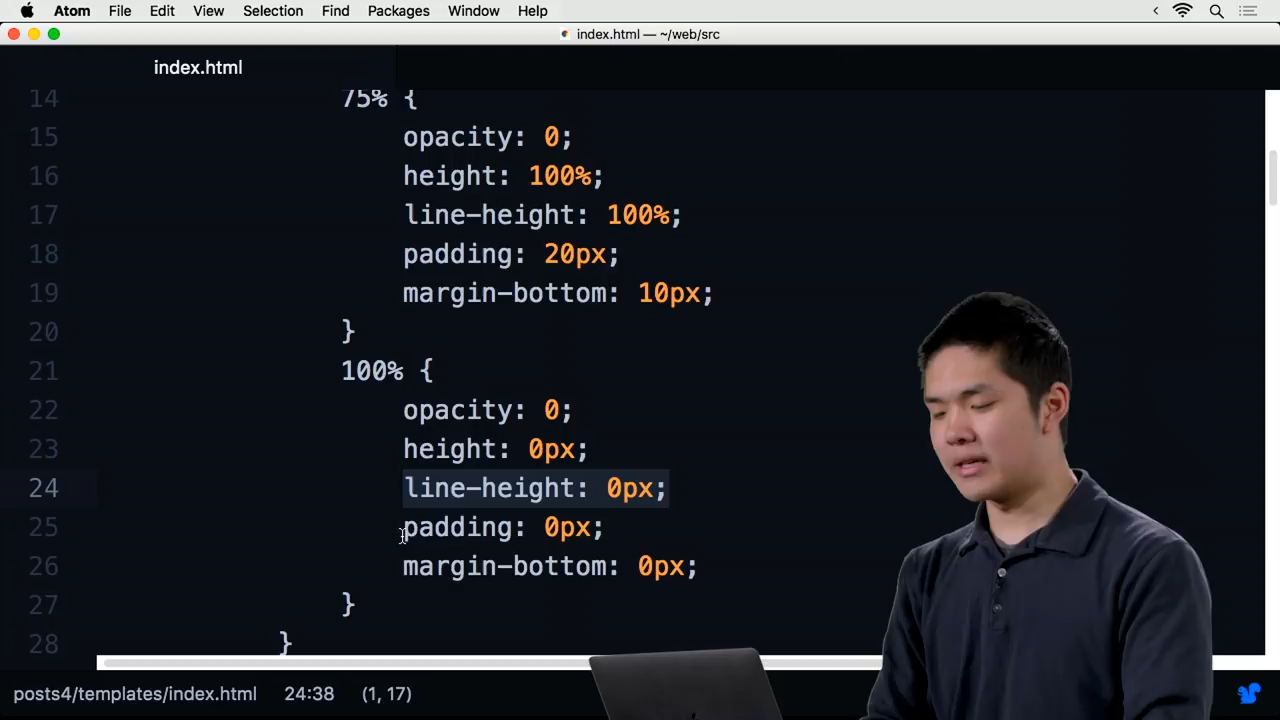 Atom File Edit View Selection Find Packages Window Help
index.html — ~/web/src
index.html
14 75% {
15 opacity: 0;
16 height: 100%;
17 line-height: 100%;
18 padding: 20px;
19 margin-bottom: 10px;
20 }
21 100% {
22 opacity: 0;
23 height: 0px;
24 line-height: 0px;
25 padding: 0px;
26 margin-bottom: 0px;
27 }
28 }
posts4/templates/index.html 24:38 (1, 17)